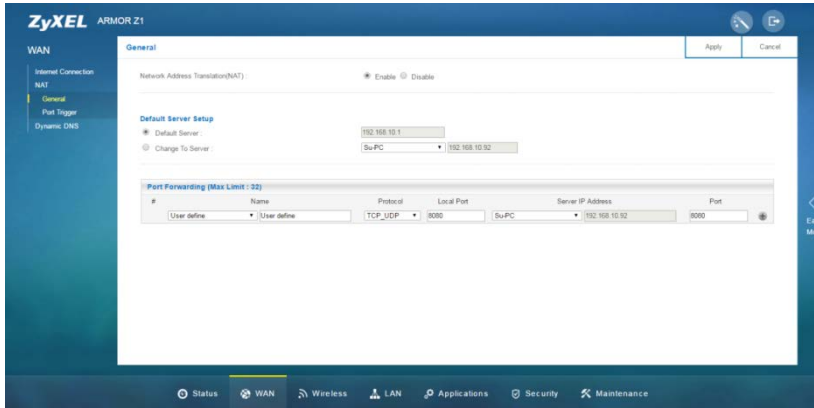 ZyXEL ARMOR Z1
WAN
Internet Connection
NAT
General
Port Trigger
Dynamic DNS
General
Apply
Cancel
Network Address Translation(NAT) :
Enable Disable
Default Server Setup
Default Server : 192.168.10.1
Change To Server : Su-PC 192.168.10.92
Port Forwarding (Max Limit : 32)
# Name Protocol Local Port Server IP Address Port
User define User define TCP_UDP 8080 Su-PC 192.168.10.92 8080
Status WAN Wireless LAN Applications Security Maintenance